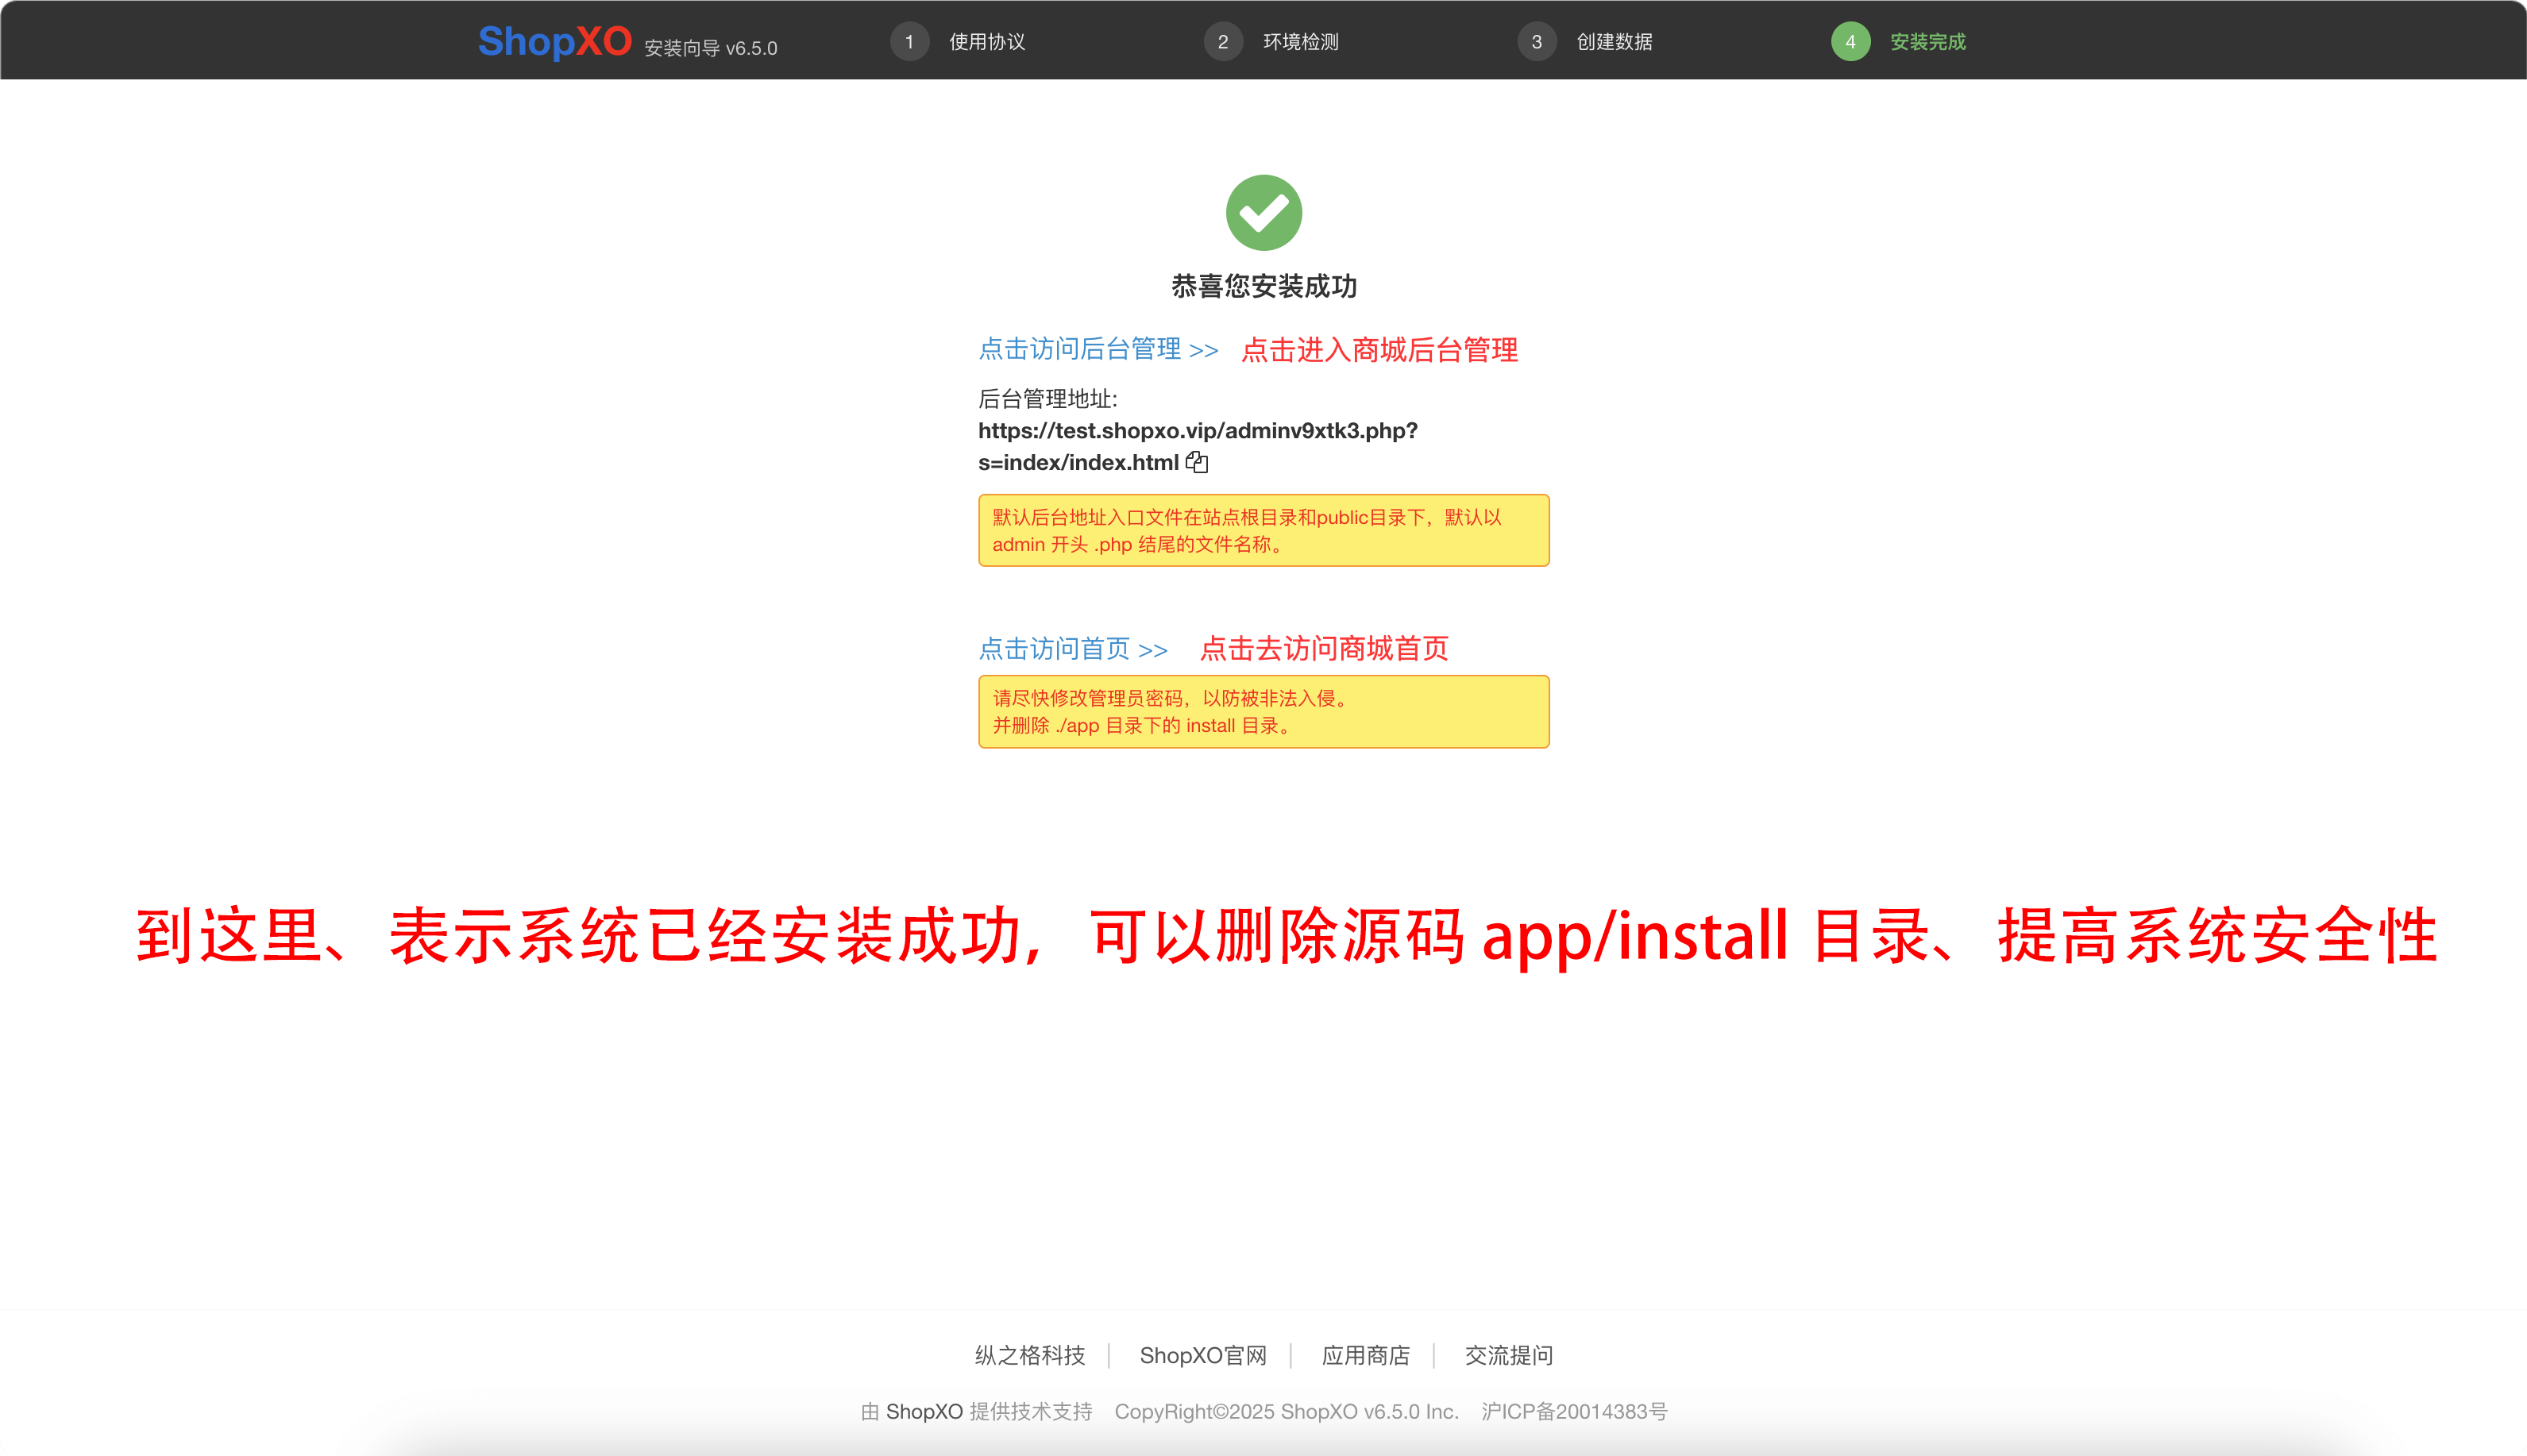 ShopXO 安装向导 v6.5.0 1 使用协议 2 环境检测 3 创建数据 4 安装完成
恭喜您安装成功
点击访问后台管理 >> 点击进入商城后台管理
后台管理地址:
https://test.shopxo.vip/adminv9xtk3.php?
s=index/index.html
默认后台地址入口文件在站点根目录和public目录下，默认以
admin 开头 .php 结尾的文件名称。
点击访问首页 >> 点击去访问商城首页
请尽快修改管理员密码，以防被非法入侵。
并删除 ./app 目录下的 install 目录。
到这里、表示系统已经安装成功，可以删除源码 app/install 目录、提高系统安全性
纵之格科技 ShopXO官网 应用商店 交流提问
由 ShopXO 提供技术支持 CopyRight©2025 ShopXO v6.5.0 Inc. 沪ICP备20014383号